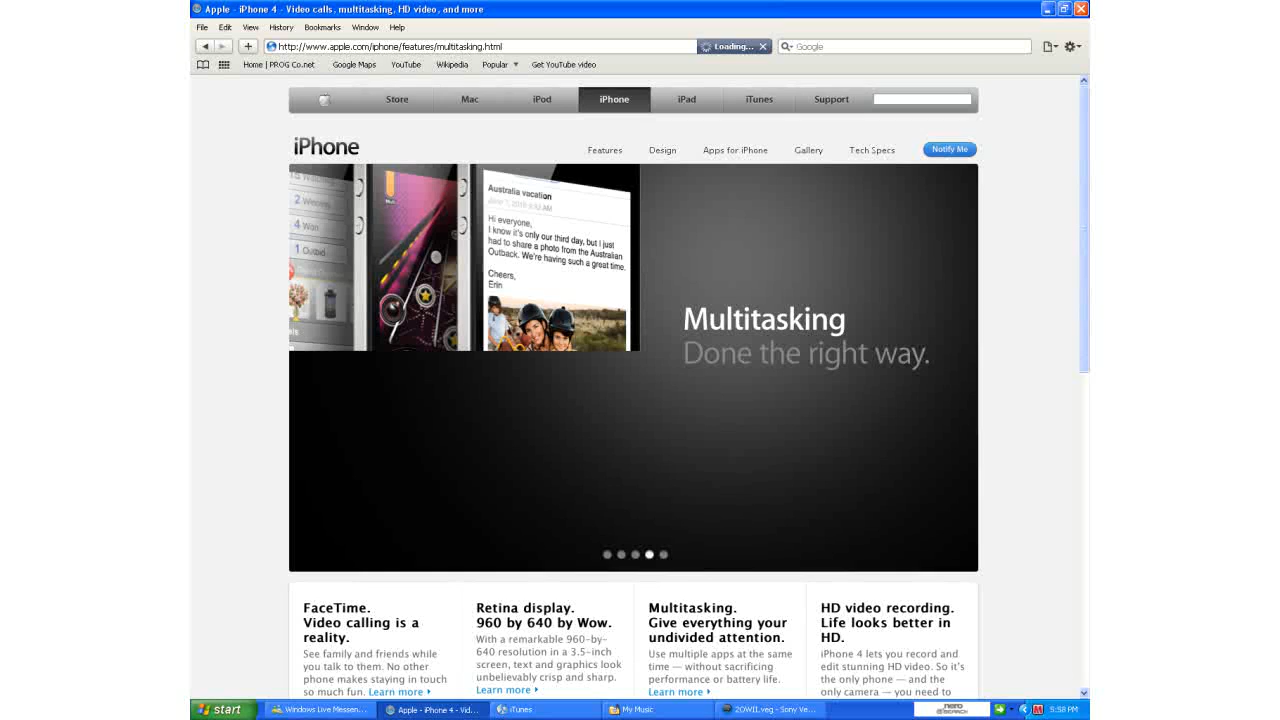 Apple - iPhone 4 - Video calls, multitasking, HD video, and more
File Edit View History Bookmarks Window Help
http://www.apple.com/iphone/features/multitasking.html Loading... Google
Home | PROG Co.net Google Maps YouTube Wikipedia Popular Get YouTube video
Store Mac iPod iPhone iPad iTunes Support
iPhone
Features Design Apps for iPhone Gallery Tech Specs Notify Me
2
4 Won
1 Outbid
Australia vacation
Hi everyone,
I know it's only our third day, but I just
had to share a photo from the Australian
Outback. We're having such a great time.
Cheers,
Erin
Multitasking
Done the right way.
FaceTime.
Video calling is a
reality.
See family and friends while
you talk to them. No other
phone makes staying in touch
so much fun. Learn more
Retina display.
960 by 640 by Wow.
With a remarkable 960-by-
640 resolution in a 3.5-inch
screen, text and graphics look
unbelievably crisp and sharp.
Learn more
Multitasking.
Give everything your
undivided attention.
Use multiple apps at the same
time — without sacrificing
performance or battery life.
Learn more
HD video recording.
Life looks better in
HD.
iPhone 4 lets you record and
edit stunning HD video. So it's
the only phone — and the
only camera — you need to
start Windows Live Messen... Apple - iPhone 4 - Vid... iTunes My Music 2OWIL.veg - Sony Ve... nero SEARCH 5:58 PM